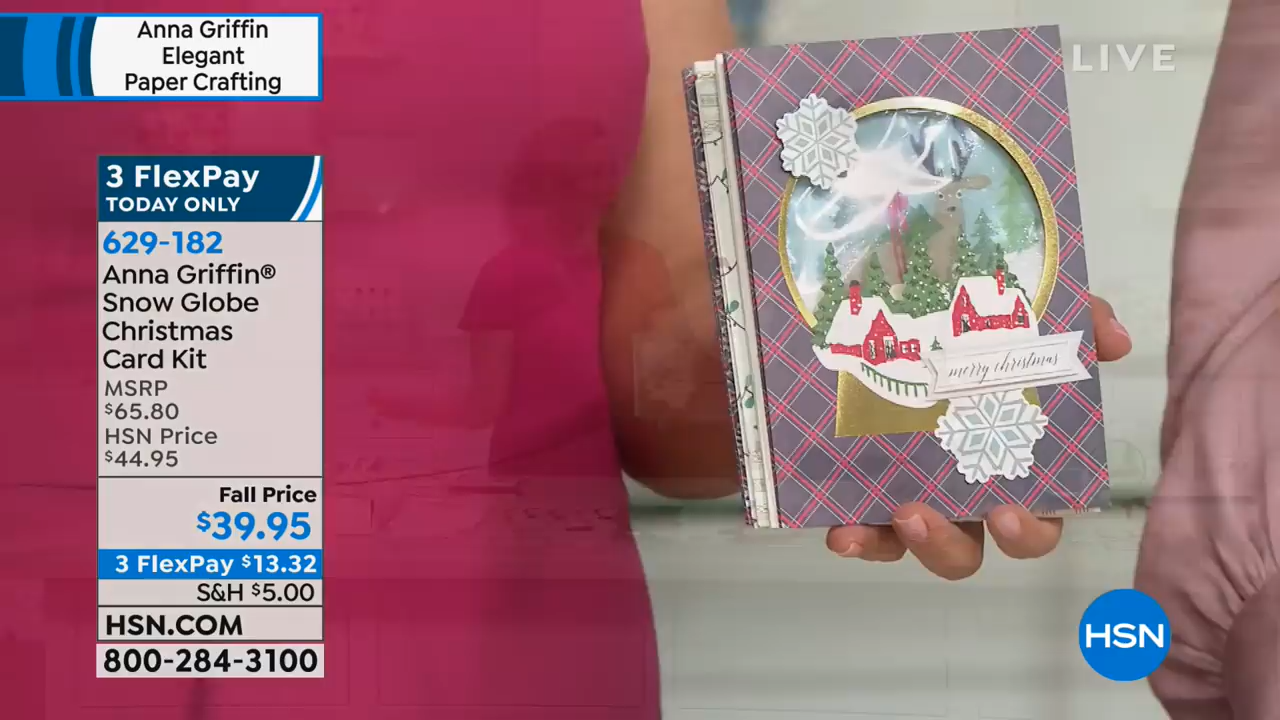 Anna Griffin
Elegant
Paper Crafting
LIVE
3 FlexPay
TODAY ONLY
629-182
Anna Griffin®
Snow Globe
Christmas
Card Kit
MSRP
$65.80
HSN Price
$44.95
Fall Price
$39.95
3 FlexPay $13.32
S&H $5.00
HSN.COM
800-284-3100
merry christmas
HSN